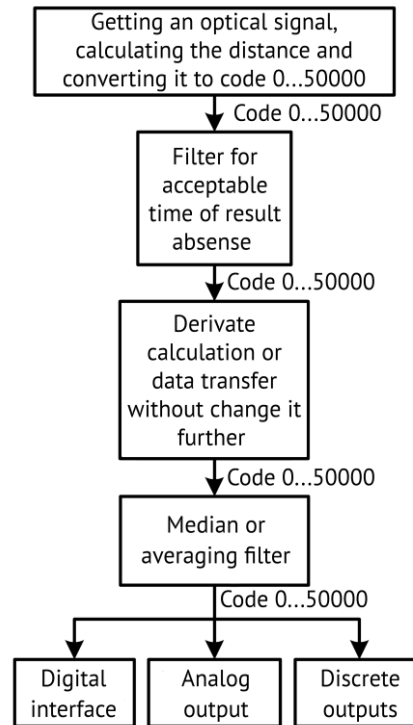 Getting an optical signal,
calculating the distance and
converting it to code 0...50000
Code 0...50000
Filter for
acceptable
time of result
absense
Code 0...50000
Derivate
calculation or
data transfer
without change it
further
Code 0...50000
Median or
averaging filter
Code 0...50000
Digital
interface
Analog
output
Discrete
outputs